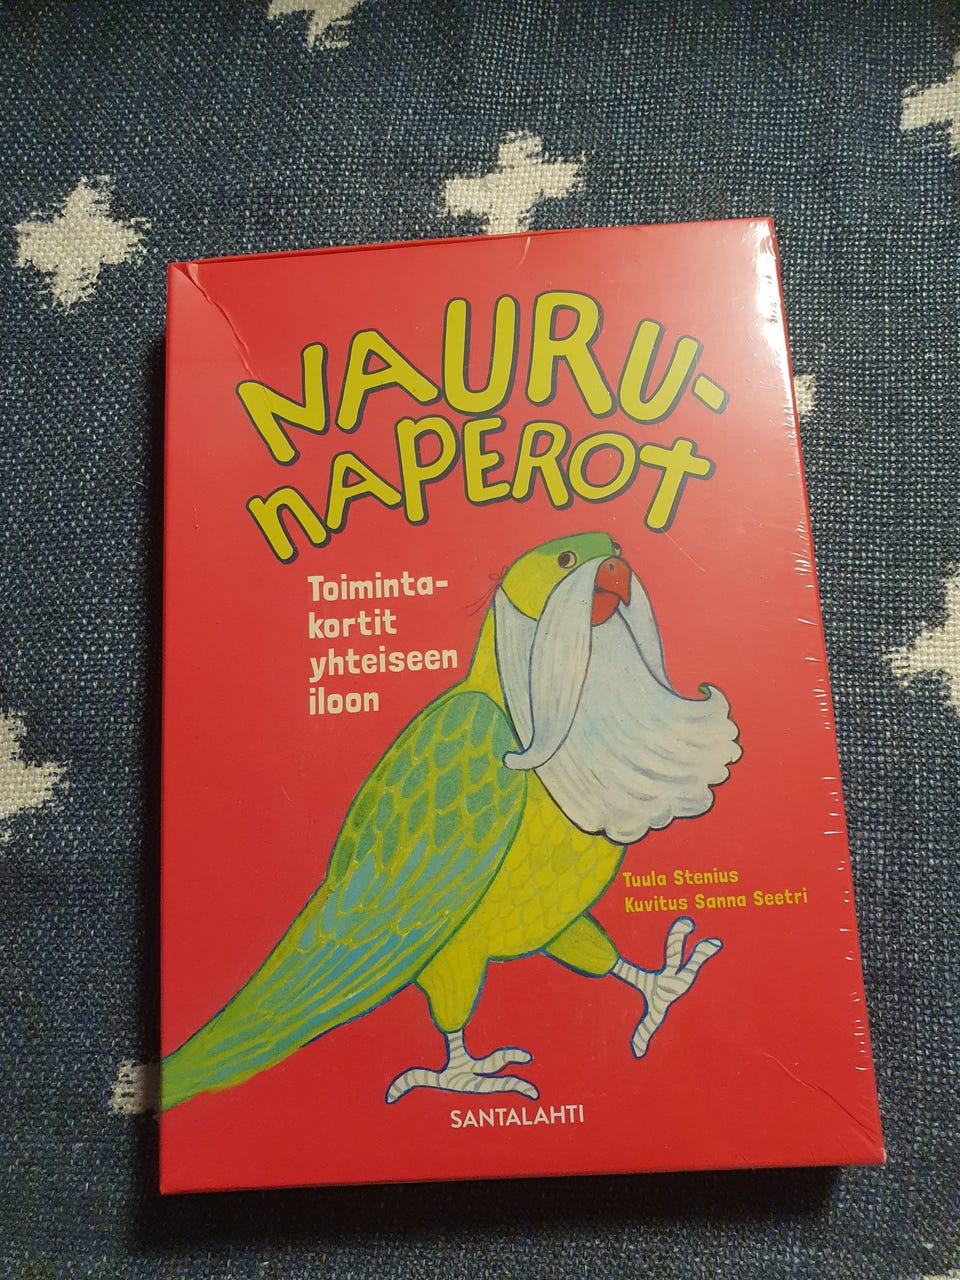 NAURU-
nAPEROT
Toiminta-
kortit
yhteiseen
iloon
Tuula Stenius
Kuvitus Sanna Seetri
SANTALAHTI